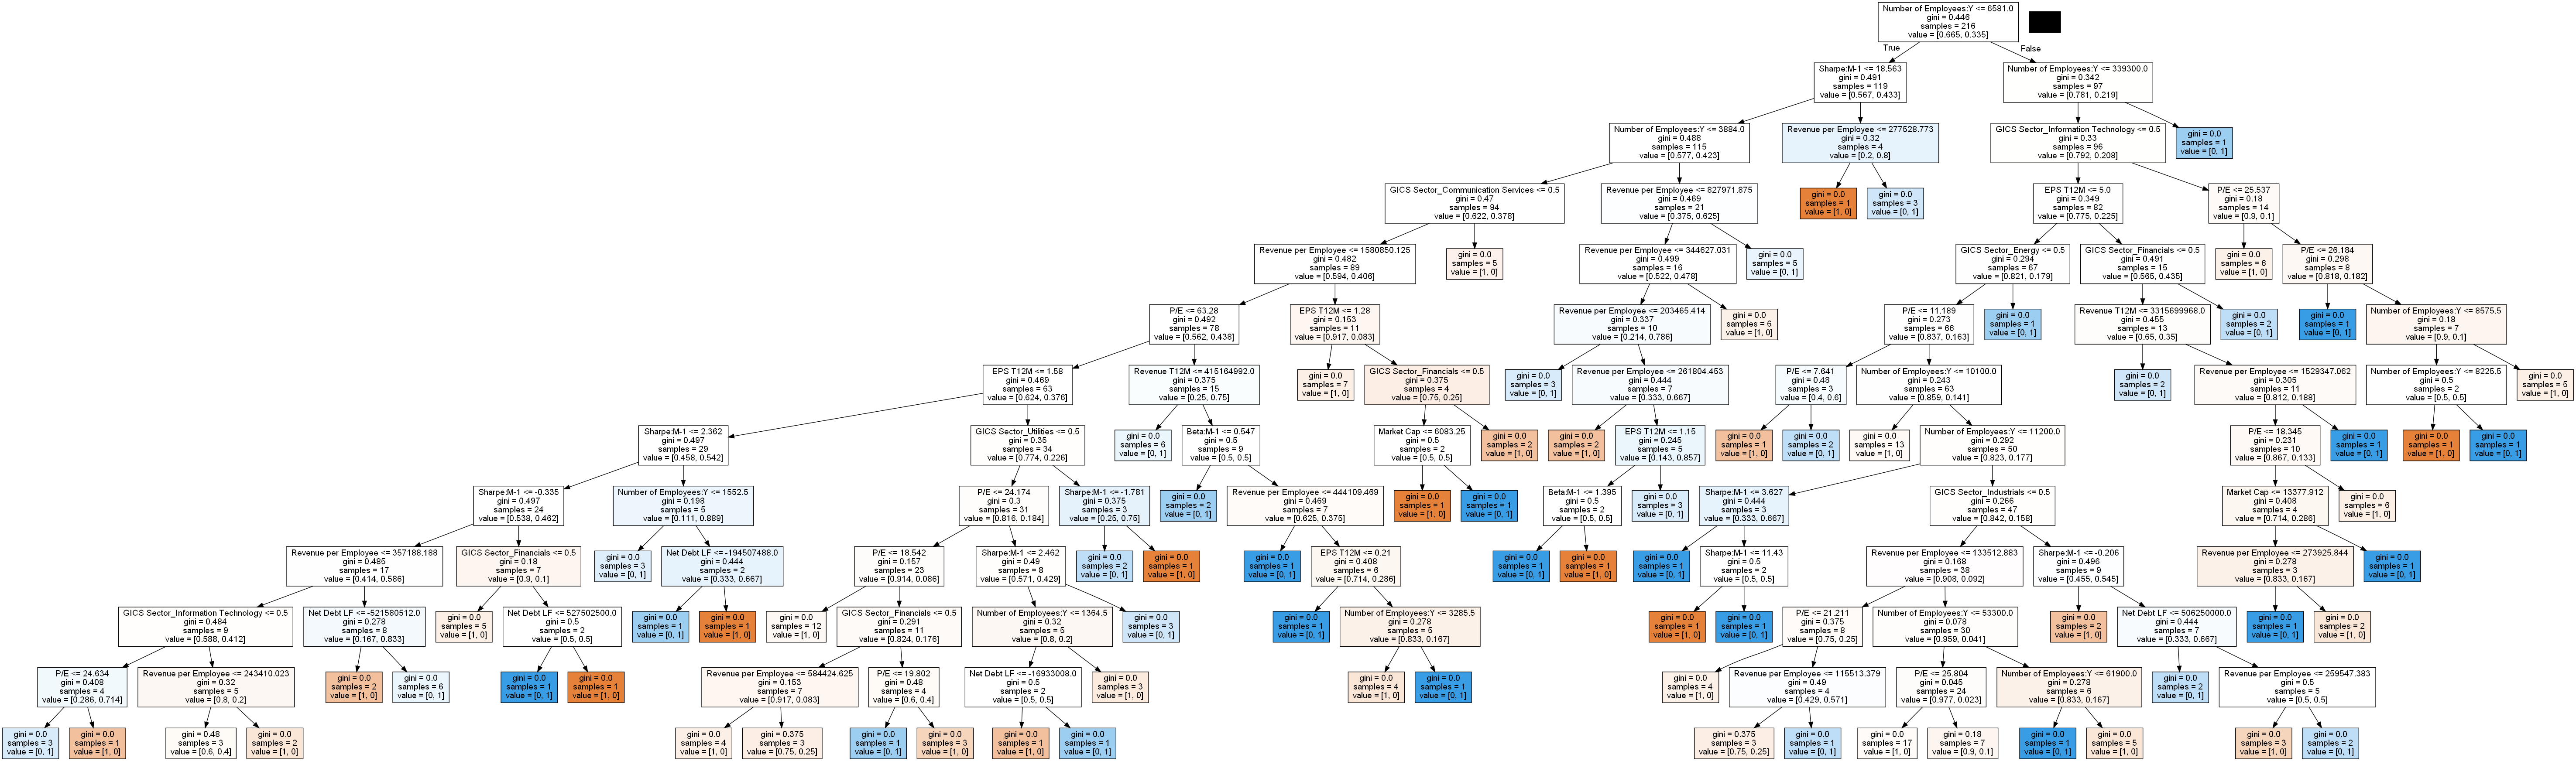 Number of Employees:Y <= 6581.0
gini = 0.446
samples = 216
value = [0.665, 0.335]
True
False
Sharpe:M-1 <= 18.563
gini = 0.491
samples = 119
value = [0.567, 0.433]
Number of Employees:Y <= 339300.0
gini = 0.342
samples = 97
value = [0.781, 0.219]
Number of Employees:Y <= 3884.0
gini = 0.488
samples = 115
value = [0.577, 0.423]
Revenue per Employee <= 277528.773
gini = 0.32
samples = 4
value = [0.2, 0.8]
GICS Sector_Information Technology <= 0.5
gini = 0.33
samples = 96
value = [0.792, 0.208]
gini = 0.0
samples = 1
value = [0, 1]
GICS Sector_Communication Services <= 0.5
gini = 0.47
samples = 94
value = [0.622, 0.378]
Revenue per Employee <= 827971.875
gini = 0.469
samples = 21
value = [0.375, 0.625]
gini = 0.0
samples = 1
value = [1, 0]
gini = 0.0
samples = 3
value = [0, 1]
EPS T12M <= 5.0
gini = 0.349
samples = 82
value = [0.775, 0.225]
P/E <= 25.537
gini = 0.18
samples = 14
value = [0.9, 0.1]
Revenue per Employee <= 1580850.125
gini = 0.482
samples = 89
value = [0.594, 0.406]
gini = 0.0
samples = 5
value = [1, 0]
Revenue per Employee <= 344627.031
gini = 0.499
samples = 16
value = [0.522, 0.478]
gini = 0.0
samples = 5
value = [0, 1]
GICS Sector_Energy <= 0.5
gini = 0.294
samples = 67
value = [0.821, 0.179]
GICS Sector_Financials <= 0.5
gini = 0.491
samples = 15
value = [0.565, 0.435]
gini = 0.0
samples = 6
value = [1, 0]
P/E <= 26.184
gini = 0.298
samples = 8
value = [0.818, 0.182]
P/E <= 63.28
gini = 0.492
samples = 78
value = [0.562, 0.438]
EPS T12M <= 1.28
gini = 0.153
samples = 11
value = [0.917, 0.083]
Revenue per Employee <= 203465.414
gini = 0.337
samples = 10
value = [0.214, 0.786]
gini = 0.0
samples = 6
value = [1, 0]
P/E <= 11.189
gini = 0.273
samples = 66
value = [0.837, 0.163]
gini = 0.0
samples = 1
value = [0, 1]
Revenue T12M <= 3315699968.0
gini = 0.455
samples = 13
value = [0.65, 0.35]
gini = 0.0
samples = 2
value = [0, 1]
gini = 0.0
samples = 1
value = [0, 1]
Number of Employees:Y <= 8575.5
gini = 0.18
samples = 7
value = [0.9, 0.1]
EPS T12M <= 1.58
gini = 0.469
samples = 63
value = [0.624, 0.376]
Revenue T12M <= 415164992.0
gini = 0.375
samples = 15
value = [0.25, 0.75]
gini = 0.0
samples = 7
value = [1, 0]
GICS Sector_Financials <= 0.5
gini = 0.375
samples = 4
value = [0.75, 0.25]
gini = 0.0
samples = 3
value = [0, 1]
Revenue per Employee <= 261804.453
gini = 0.444
samples = 7
value = [0.333, 0.667]
P/E <= 7.641
gini = 0.48
samples = 3
value = [0.4, 0.6]
Number of Employees:Y <= 10100.0
gini = 0.243
samples = 63
value = [0.859, 0.141]
gini = 0.0
samples = 2
value = [0, 1]
Revenue per Employee <= 1529347.062
gini = 0.305
samples = 11
value = [0.812, 0.188]
Number of Employees:Y <= 8225.5
gini = 0.5
samples = 2
value = [0.5, 0.5]
gini = 0.0
samples = 5
value = [1, 0]
Sharpe:M-1 <= 2.362
gini = 0.497
samples = 29
value = [0.458, 0.542]
GICS Sector_Utilities <= 0.5
gini = 0.35
samples = 34
value = [0.774, 0.226]
gini = 0.0
samples = 6
value = [0, 1]
Beta:M-1 <= 0.547
gini = 0.5
samples = 9
value = [0.5, 0.5]
Market Cap <= 6083.25
gini = 0.5
samples = 2
value = [0.5, 0.5]
gini = 0.0
samples = 2
value = [1, 0]
gini = 0.0
samples = 2
value = [1, 0]
EPS T12M <= 1.15
gini = 0.245
samples = 5
value = [0.143, 0.857]
gini = 0.0
samples = 1
value = [1, 0]
gini = 0.0
samples = 2
value = [0, 1]
gini = 0.0
samples = 13
value = [1, 0]
Number of Employees:Y <= 11200.0
gini = 0.292
samples = 50
value = [0.823, 0.177]
P/E <= 18.345
gini = 0.231
samples = 10
value = [0.867, 0.133]
gini = 0.0
samples = 1
value = [0, 1]
gini = 0.0
samples = 1
value = [1, 0]
gini = 0.0
samples = 1
value = [0, 1]
Sharpe:M-1 <= -0.335
gini = 0.497
samples = 24
value = [0.538, 0.462]
Number of Employees:Y <= 1552.5
gini = 0.198
samples = 5
value = [0.111, 0.889]
P/E <= 24.174
gini = 0.3
samples = 31
value = [0.816, 0.184]
Sharpe:M-1 <= -1.781
gini = 0.375
samples = 3
value = [0.25, 0.75]
gini = 0.0
samples = 2
value = [0, 1]
Revenue per Employee <= 444109.469
gini = 0.469
samples = 7
value = [0.625, 0.375]
gini = 0.0
samples = 1
value = [1, 0]
gini = 0.0
samples = 1
value = [0, 1]
Beta:M-1 <= 1.395
gini = 0.5
samples = 2
value = [0.5, 0.5]
gini = 0.0
samples = 3
value = [0, 1]
Sharpe:M-1 <= 3.627
gini = 0.444
samples = 3
value = [0.333, 0.667]
GICS Sector_Industrials <= 0.5
gini = 0.266
samples = 47
value = [0.842, 0.158]
Market Cap <= 13377.912
gini = 0.408
samples = 4
value = [0.714, 0.286]
gini = 0.0
samples = 6
value = [1, 0]
Revenue per Employee <= 357188.188
gini = 0.485
samples = 17
value = [0.414, 0.586]
GICS Sector_Financials <= 0.5
gini = 0.18
samples = 7
value = [0.9, 0.1]
gini = 0.0
samples = 3
value = [0, 1]
Net Debt LF <= -194507488.0
gini = 0.444
samples = 2
value = [0.333, 0.667]
P/E <= 18.542
gini = 0.157
samples = 23
value = [0.914, 0.086]
Sharpe:M-1 <= 2.462
gini = 0.49
samples = 8
value = [0.571, 0.429]
gini = 0.0
samples = 2
value = [0, 1]
gini = 0.0
samples = 1
value = [1, 0]
gini = 0.0
samples = 1
value = [0, 1]
EPS T12M <= 0.21
gini = 0.408
samples = 6
value = [0.714, 0.286]
gini = 0.0
samples = 1
value = [0, 1]
gini = 0.0
samples = 1
value = [1, 0]
gini = 0.0
samples = 1
value = [0, 1]
Sharpe:M-1 <= 11.43
gini = 0.5
samples = 2
value = [0.5, 0.5]
Revenue per Employee <= 133512.883
gini = 0.168
samples = 38
value = [0.908, 0.092]
Sharpe:M-1 <= -0.206
gini = 0.496
samples = 9
value = [0.455, 0.545]
Revenue per Employee <= 273925.844
gini = 0.278
samples = 3
value = [0.833, 0.167]
gini = 0.0
samples = 1
value = [0, 1]
GICS Sector_Information Technology <= 0.5
gini = 0.484
samples = 9
value = [0.588, 0.412]
Net Debt LF <= -521580512.0
gini = 0.278
samples = 8
value = [0.167, 0.833]
gini = 0.0
samples = 5
value = [1, 0]
Net Debt LF <= 527502500.0
gini = 0.5
samples = 2
value = [0.5, 0.5]
gini = 0.0
samples = 1
value = [0, 1]
gini = 0.0
samples = 1
value = [1, 0]
gini = 0.0
samples = 12
value = [1, 0]
GICS Sector_Financials <= 0.5
gini = 0.291
samples = 11
value = [0.824, 0.176]
Number of Employees:Y <= 1364.5
gini = 0.32
samples = 5
value = [0.8, 0.2]
gini = 0.0
samples = 3
value = [0, 1]
gini = 0.0
samples = 1
value = [0, 1]
Number of Employees:Y <= 3285.5
gini = 0.278
samples = 5
value = [0.833, 0.167]
gini = 0.0
samples = 1
value = [1, 0]
gini = 0.0
samples = 1
value = [0, 1]
P/E <= 21.211
gini = 0.375
samples = 8
value = [0.75, 0.25]
Number of Employees:Y <= 53300.0
gini = 0.078
samples = 30
value = [0.959, 0.041]
gini = 0.0
samples = 2
value = [1, 0]
Net Debt LF <= 506250000.0
gini = 0.444
samples = 7
value = [0.333, 0.667]
gini = 0.0
samples = 1
value = [0, 1]
gini = 0.0
samples = 2
value = [1, 0]
P/E <= 24.634
gini = 0.408
samples = 4
value = [0.286, 0.714]
Revenue per Employee <= 243410.023
gini = 0.32
samples = 5
value = [0.8, 0.2]
gini = 0.0
samples = 2
value = [1, 0]
gini = 0.0
samples = 6
value = [0, 1]
gini = 0.0
samples = 1
value = [0, 1]
gini = 0.0
samples = 1
value = [1, 0]
Revenue per Employee <= 584424.625
gini = 0.153
samples = 7
value = [0.917, 0.083]
P/E <= 19.802
gini = 0.48
samples = 4
value = [0.6, 0.4]
Net Debt LF <= -16933008.0
gini = 0.5
samples = 2
value = [0.5, 0.5]
gini = 0.0
samples = 3
value = [1, 0]
gini = 0.0
samples = 4
value = [1, 0]
gini = 0.0
samples = 1
value = [0, 1]
gini = 0.0
samples = 4
value = [1, 0]
Revenue per Employee <= 115513.379
gini = 0.49
samples = 4
value = [0.429, 0.571]
P/E <= 25.804
gini = 0.045
samples = 24
value = [0.977, 0.023]
Number of Employees:Y <= 61900.0
gini = 0.278
samples = 6
value = [0.833, 0.167]
gini = 0.0
samples = 2
value = [0, 1]
Revenue per Employee <= 259547.383
gini = 0.5
samples = 5
value = [0.5, 0.5]
gini = 0.0
samples = 3
value = [0, 1]
gini = 0.0
samples = 1
value = [1, 0]
gini = 0.48
samples = 3
value = [0.6, 0.4]
gini = 0.0
samples = 2
value = [1, 0]
gini = 0.0
samples = 4
value = [1, 0]
gini = 0.375
samples = 3
value = [0.75, 0.25]
gini = 0.0
samples = 1
value = [0, 1]
gini = 0.0
samples = 3
value = [1, 0]
gini = 0.0
samples = 1
value = [1, 0]
gini = 0.0
samples = 1
value = [0, 1]
gini = 0.375
samples = 3
value = [0.75, 0.25]
gini = 0.0
samples = 1
value = [0, 1]
gini = 0.0
samples = 17
value = [1, 0]
gini = 0.18
samples = 7
value = [0.9, 0.1]
gini = 0.0
samples = 1
value = [0, 1]
gini = 0.0
samples = 5
value = [1, 0]
gini = 0.0
samples = 3
value = [1, 0]
gini = 0.0
samples = 2
value = [0, 1]